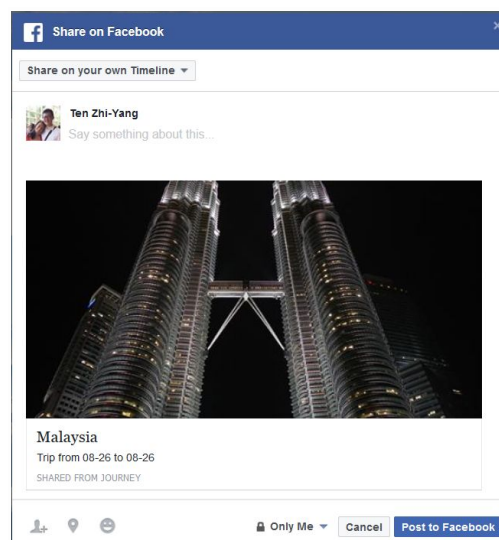 Share on Facebook
Share on your own Timeline
Ten Zhi-Yang
Say something about this...
Malaysia
Trip from 08-26 to 08-26
SHARED FROM JOURNEY
Only Me Cancel Post to Facebook